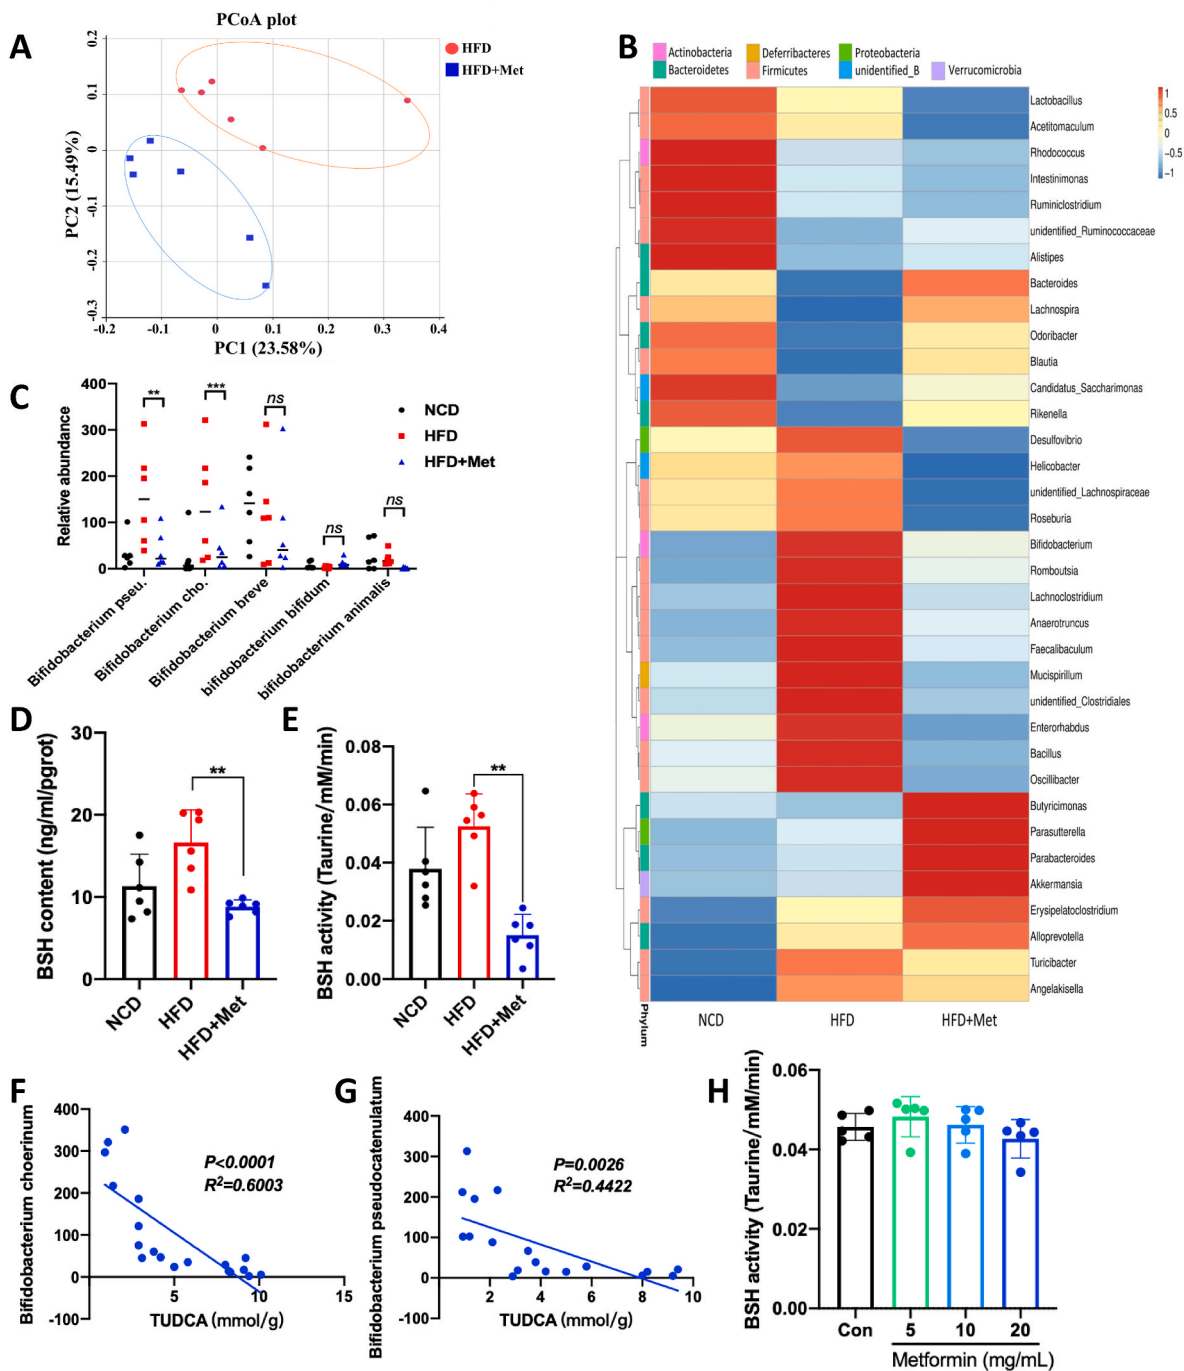 A
PCoA plot
HFD
HFD+Met
PC2 (15.49%)
0.2
0.1
0
-0.1
-0.2
-0.3
-0.2
-0.1
0
0.1
0.2
0.3
0.4
PC1 (23.58%)
B
Actinobacteria
Deferribacteres
Proteobacteria
Bacteroidetes
Firmicutes
unidentified_B
Verrucomicrobia
1
0.5
0
-0.5
-1
Lactobacillus
Acetitomaculum
Rhodococcus
Intestinimonas
Ruminiclostridium
unidentified_Ruminococcaceae
Alistipes
Bacteroides
Lachnospira
Odoribacter
Blautia
Candidatus_Saccharimonas
Rikenella
Desulfovibrio
Helicobacter
unidentified_Lachnospiraceae
Roseburia
Bifidobacterium
Romboutsia
Lachnoclostridium
Anaerotruncus
Faecalibaculum
Mucispirillum
unidentified_Clostridiales
Enterorhabdus
Bacillus
Oscillibacter
Butyricimonas
Parasutterella
Parabacteroides
Akkermansia
Erysipelatoclostridium
Alloprevotella
Turicibacter
Angelakisella
Phylum
NCD
HFD
HFD+Met
C
Relative abundance
400
300
200
100
0
**
***
ns
ns
ns
NCD
HFD
HFD+Met
Bifidobacterium pseu.
Bifidobacterium cho.
Bifidobacterium breve
bifidobacterium bifidum
bifidobacterium animalis
D
BSH content (ng/ml/pgrot)
30
20
10
0
**
NCD
HFD
HFD+Met
E
BSH activity (Taurine/mM/min)
0.08
0.06
0.04
0.02
0.00
**
NCD
HFD
HFD+Met
F
Bifidobacterium choerinum
400
300
200
100
0
-100
P<0.0001
R²=0.6003
5
10
15
TUDCA (mmol/g)
G
Bifidobacterium pseudocatenulatum
400
300
200
100
0
-100
P=0.0026
R²=0.4422
2
4
6
8
10
TUDCA (mmol/g)
H
BSH activity (Taurine/mM/min)
0.06
0.04
0.02
0.00
Con
5
10
20
Metformin (mg/mL)